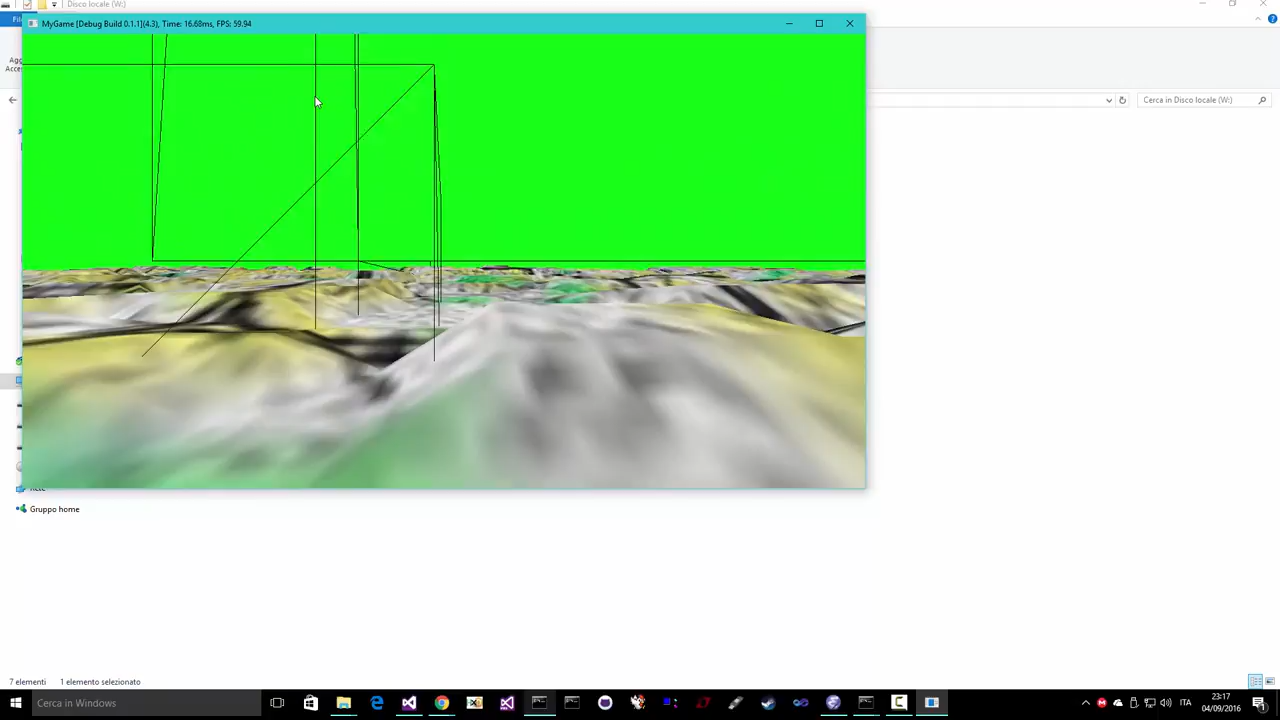 Disco locale (W:)
MyGame [Debug Build 0.1.1](4.3), Time: 16.68ms, FPS: 59.94
Cerca in Disco locale (W:)
Gruppo home
7 elementi
1 elemento selezionato
Cerca in Windows
ITA
23:17
04/09/2016